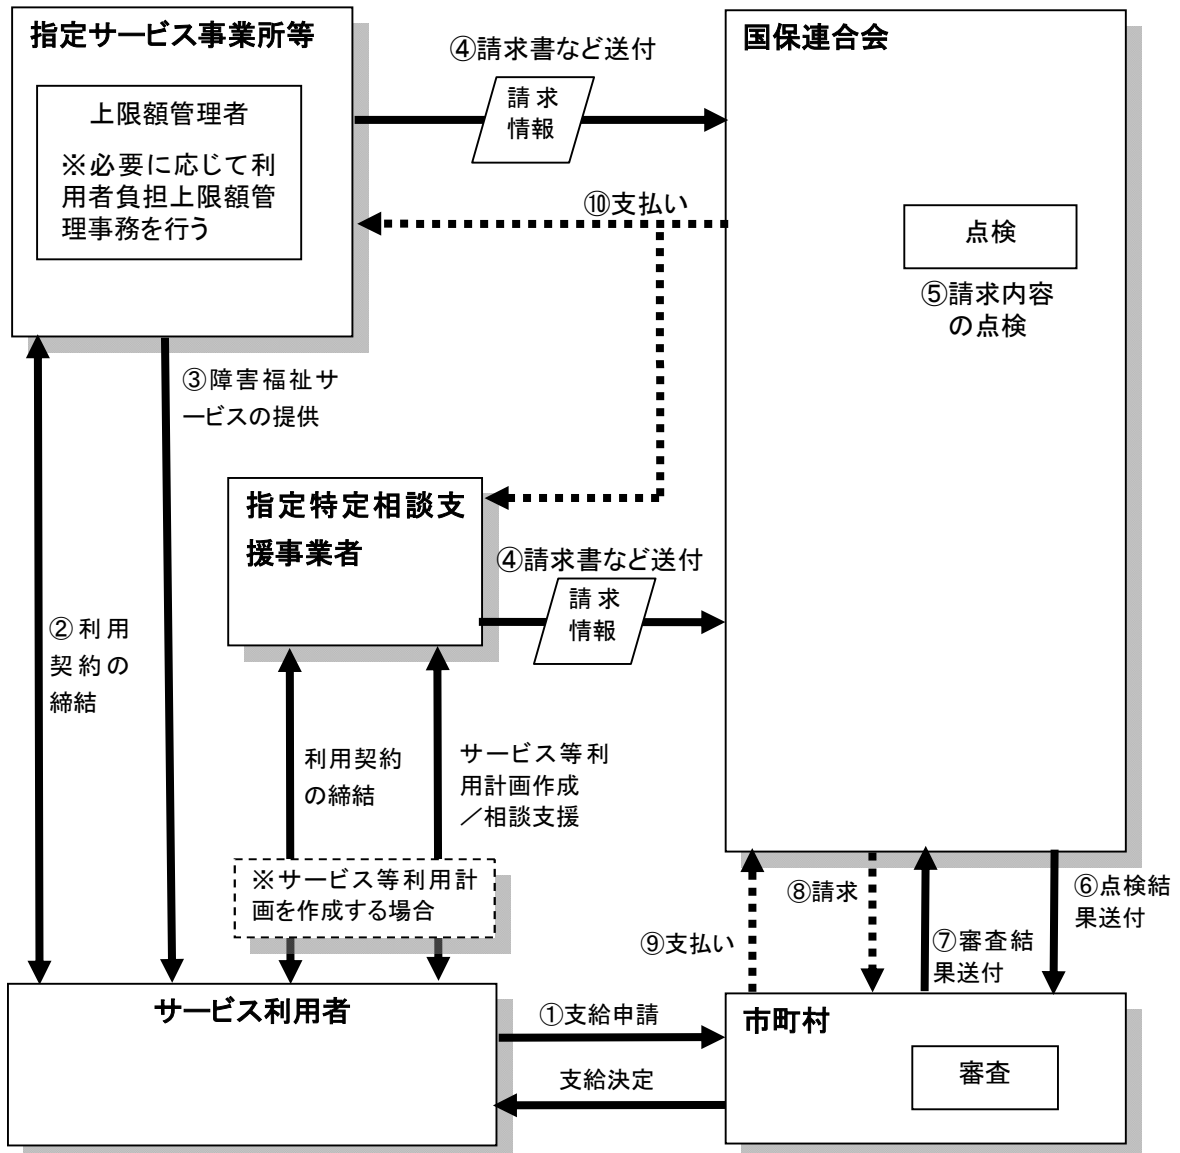 指定サービス事業所等
上限額管理者
※必要に応じて利
用者負担上限額管
理事務を行う
④請求書など送付
請求
情報
国保連合会
⑩支払い
点検
⑤請求内容
の点検
③障害福祉サ
ービスの提供
指定特定相談支
援事業者
④請求書など送付
請求
情報
②利用
契約の
締結
利用契約
の締結
サービス等利
用計画作成
／相談支援
※サービス等利用計
画を作成する場合
⑨支払い
⑧請求
⑦審査結
果送付
⑥点検結
果送付
サービス利用者
①支給申請
支給決定
市町村
審査